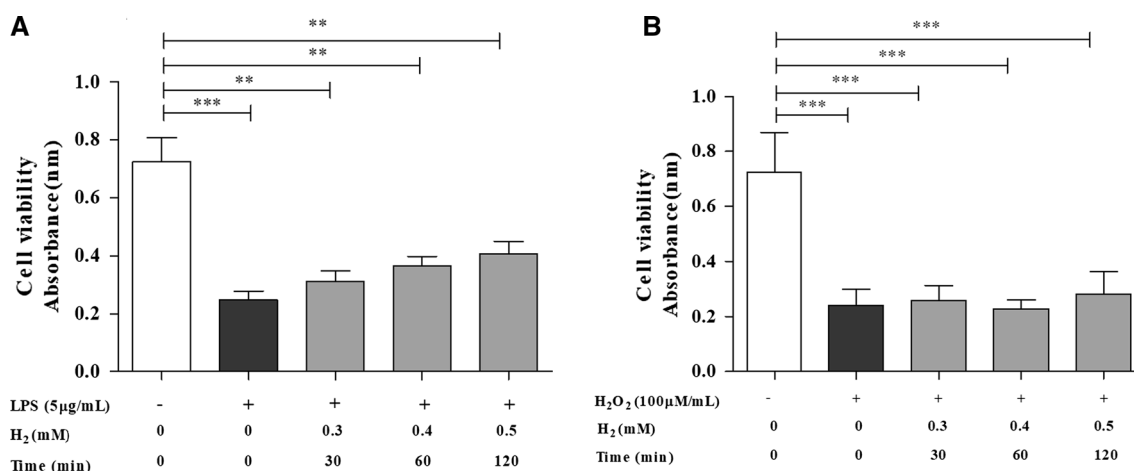 A
**
**
**
***
1.0
0.8
0.6
0.4
0.2
0.0
Cell viability
Absorbance(nm)
LPS (5µg/mL) - + + + +
H2 (mM) 0 0 0.3 0.4 0.5
Time (min) 0 0 30 60 120
B
***
***
***
***
1.0
0.8
0.6
0.4
0.2
0.0
Cell viability
Absorbance(nm)
H2O2 (100µM/mL) - + + + +
H2 (mM) 0 0 0.3 0.4 0.5
Time (min) 0 0 30 60 120